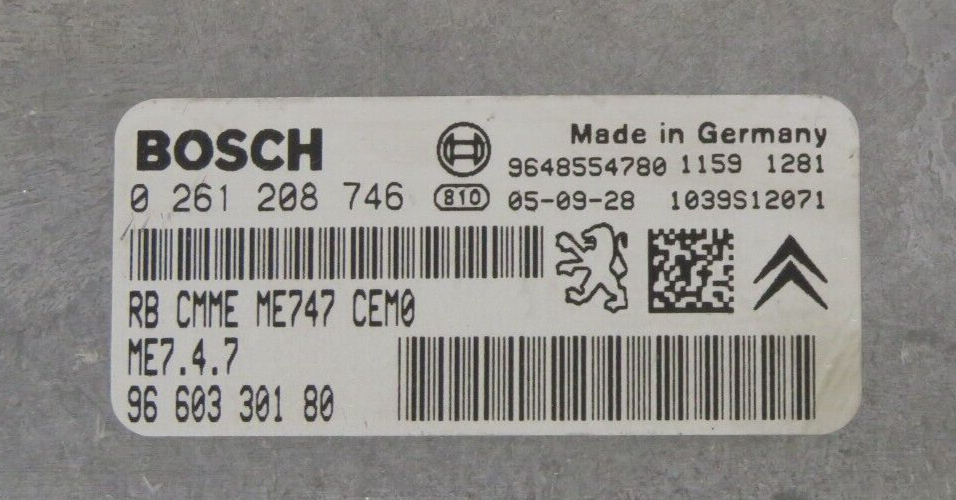 BOSCH
Made in Germany
9648554780 1159 1281
0 261 208 746 810 05-09-28 1039S12071
RB CMME ME747 CEM0
ME7.4.7
96 603 301 80